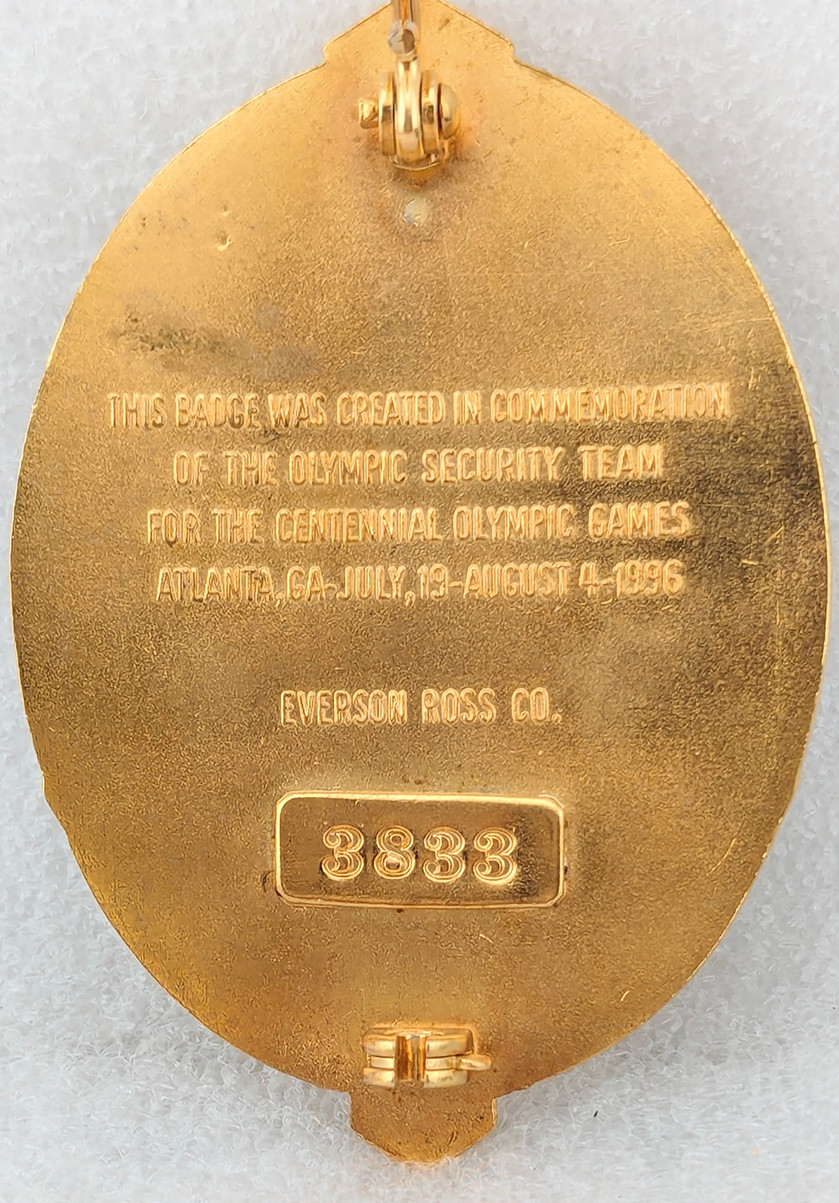 THIS BADGE WAS CREATED IN COMMEMORATION
OF THE OLYMPIC SECURITY TEAM
FOR THE CENTENNIAL OLYMPIC GAMES
ATLANTA,GA-JULY,19-AUGUST 4-1996
EVERSON ROSS CO.
3833